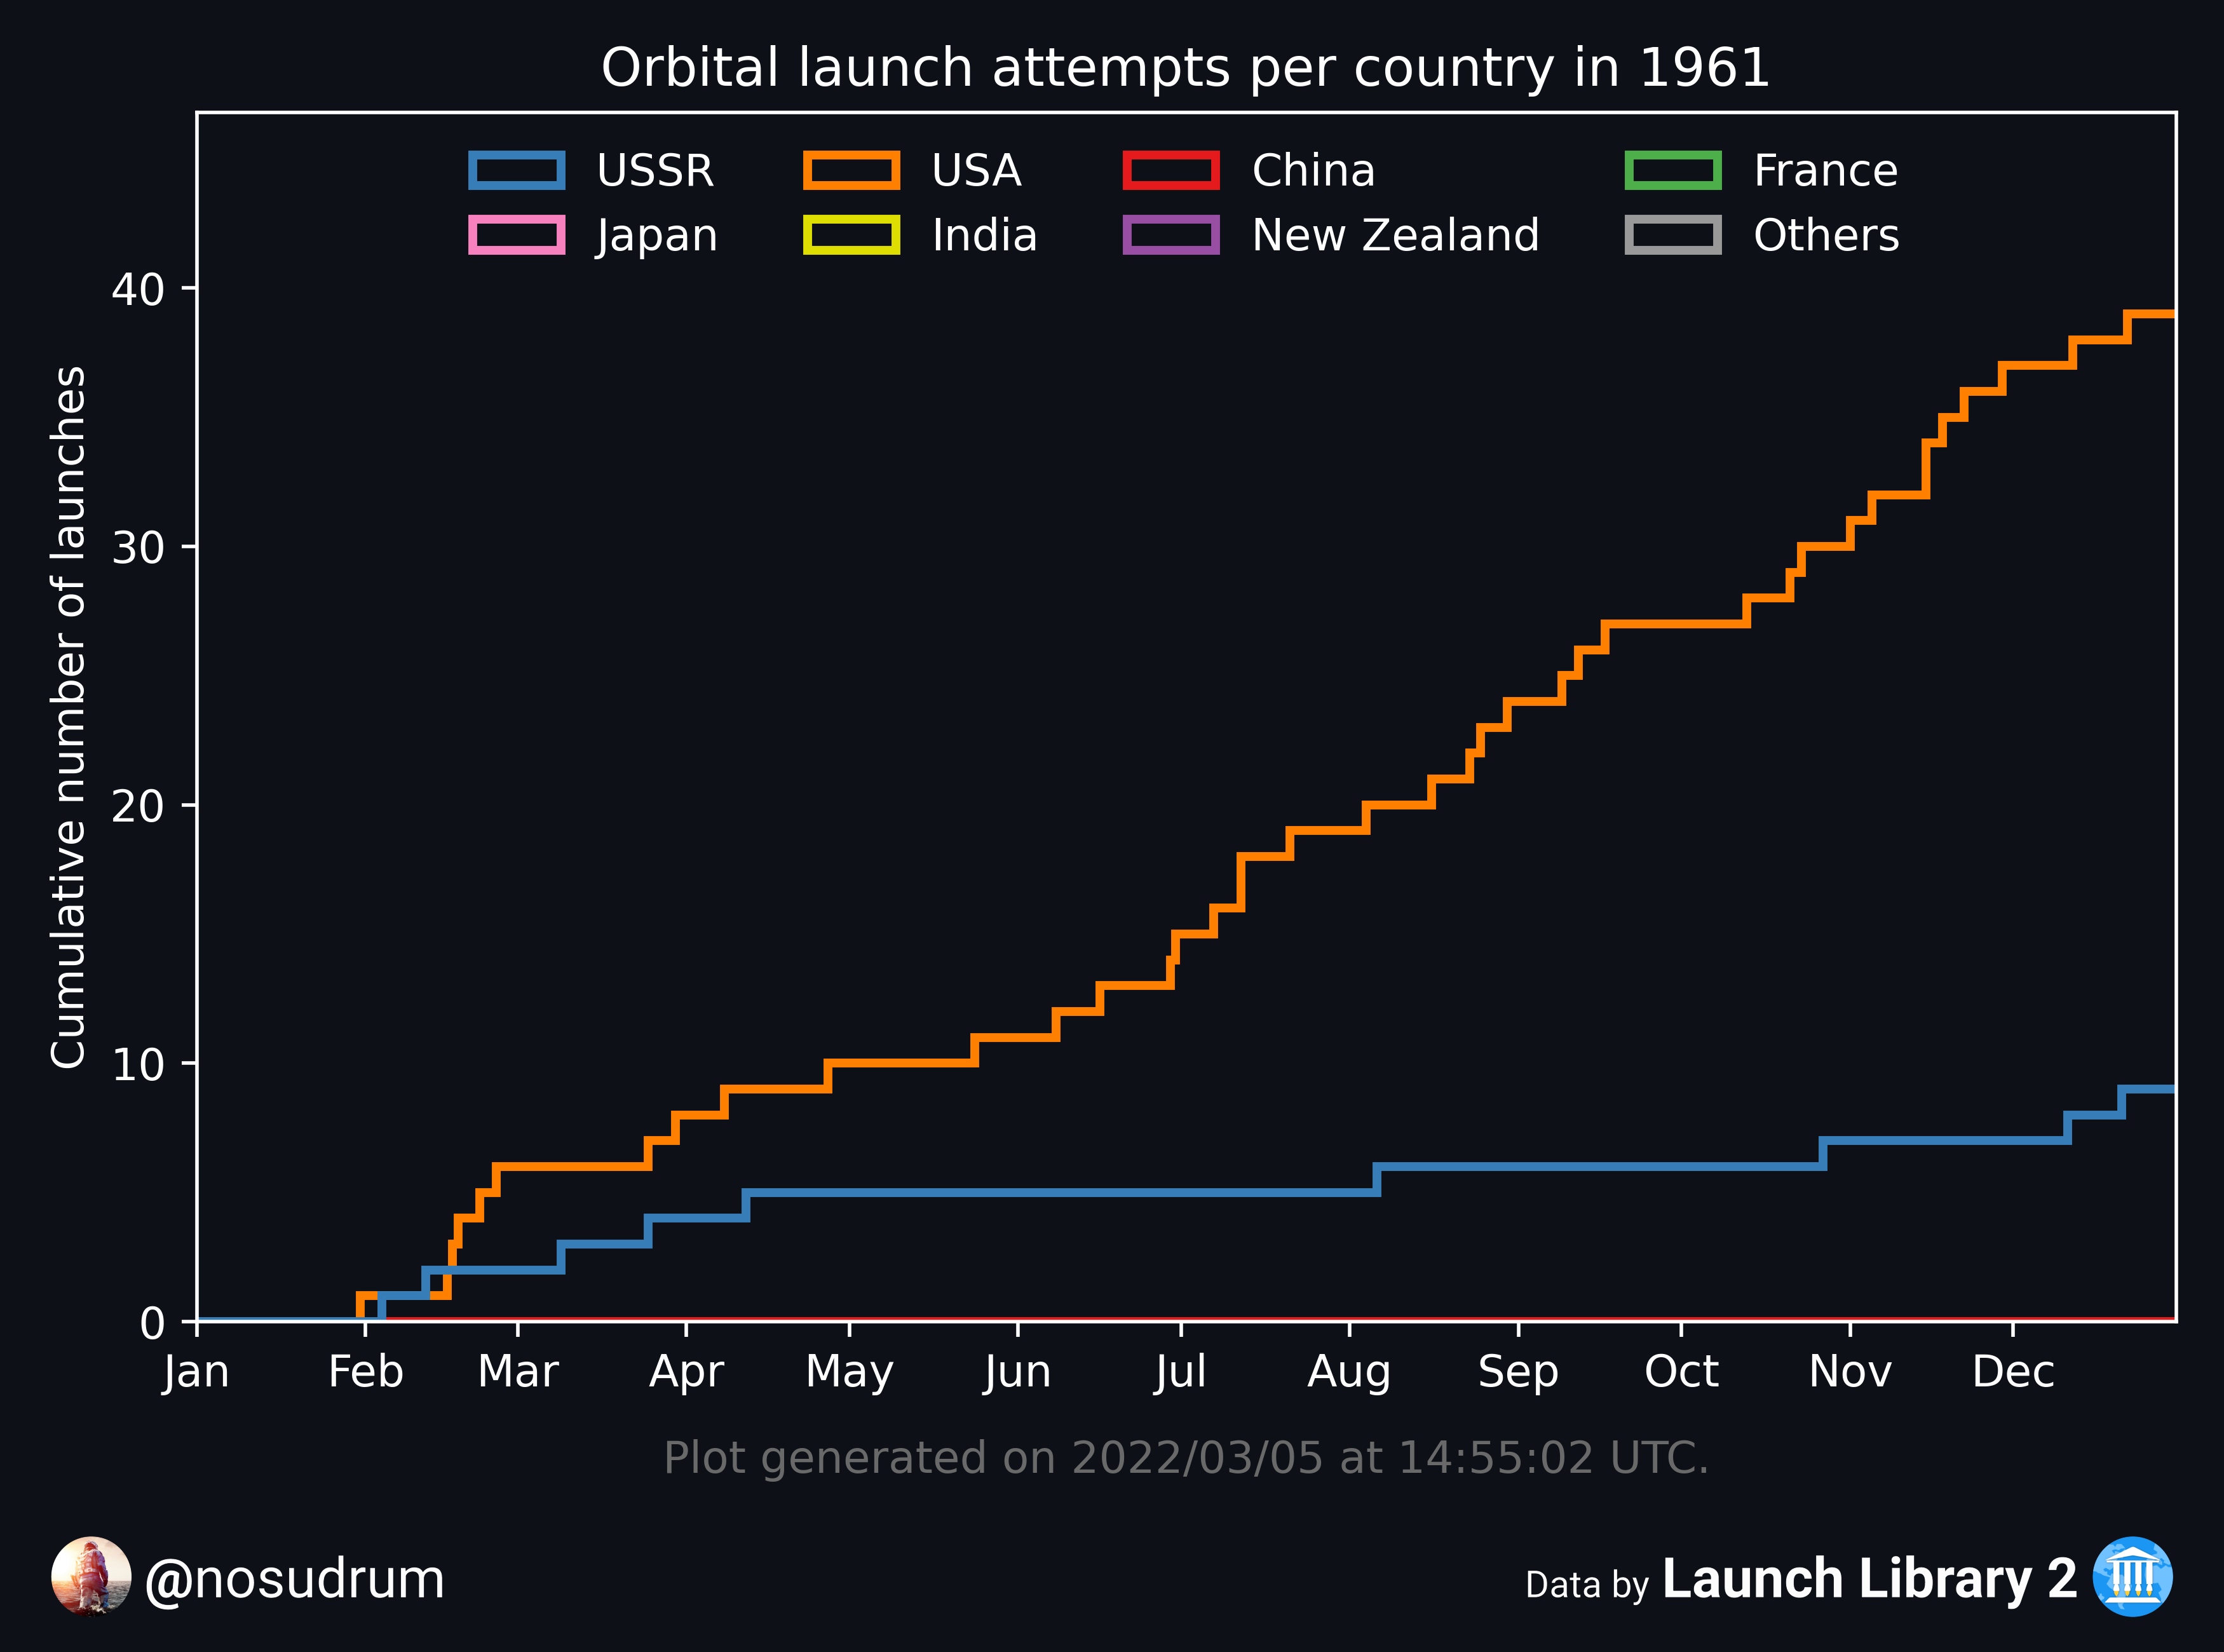 Orbital launch attempts per country in 1961
USSR USA China France
Japan India New Zealand Others
Cumulative number of launches
40
30
20
10
0
Jan Feb Mar Apr May Jun Jul Aug Sep Oct Nov Dec
Plot generated on 2022/03/05 at 14:55:02 UTC.
@nosudrum
Data by Launch Library 2